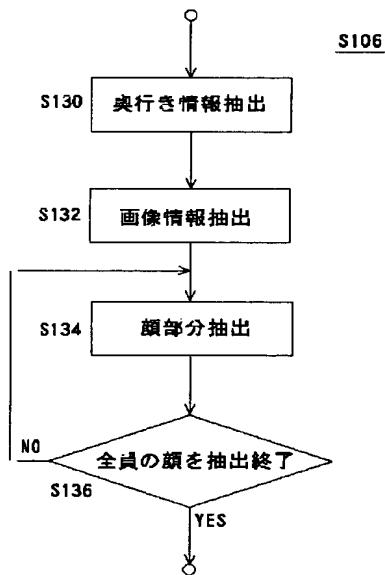 S106
S130
奥行き情報抽出
S132
画像情報抽出
S134
顔部分抽出
NO
全員の顔を抽出終了
S136
YES